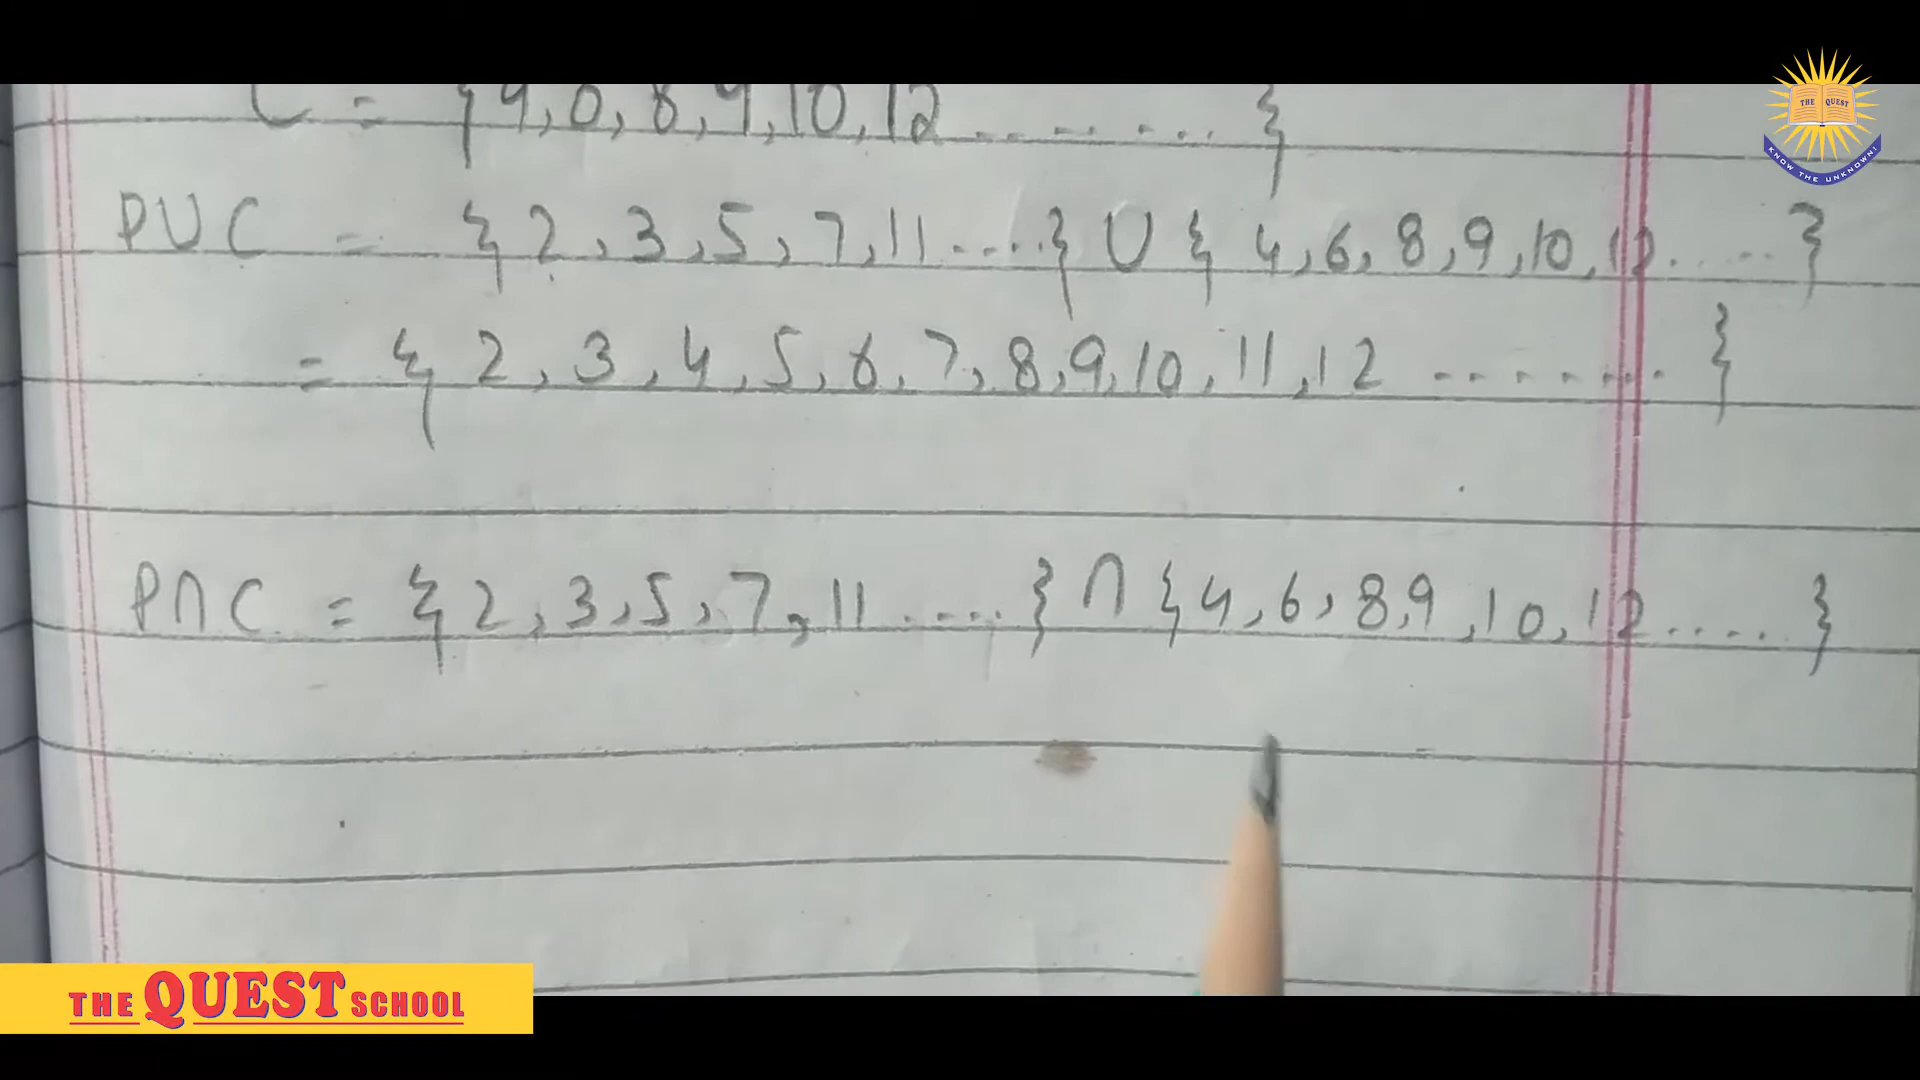 C = {4, 6, 8, 9, 10, 12 ........ }
P∪C = {2, 3, 5, 7, 11 ....} ∪ {4, 6, 8, 9, 10, 12 ..... }
= {2, 3, 4, 5, 6, 7, 8, 9, 10, 11, 12 ........ }
P∩C = {2, 3, 5, 7, 11 ....} ∩ {4, 6, 8, 9, 10, 12 ..... }
THE QUEST
KNOW THE UNKNOWN!
THE QUEST SCHOOL